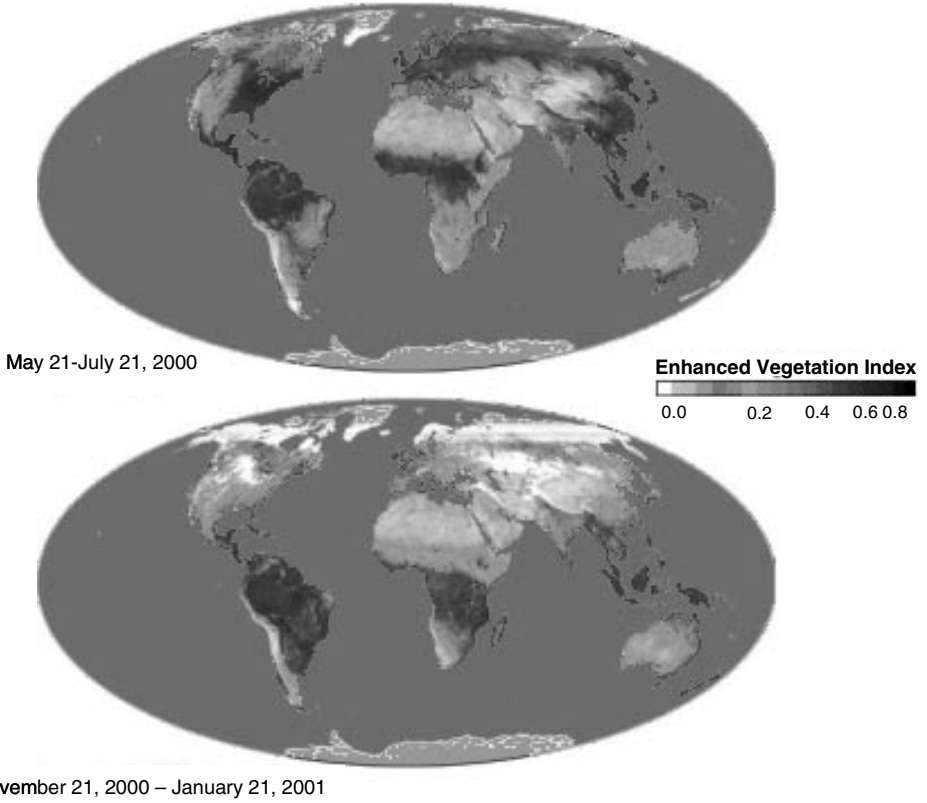 May 21-July 21, 2000
Enhanced Vegetation Index
0.0 0.2 0.4 0.6 0.8
vember 21, 2000 – January 21, 2001